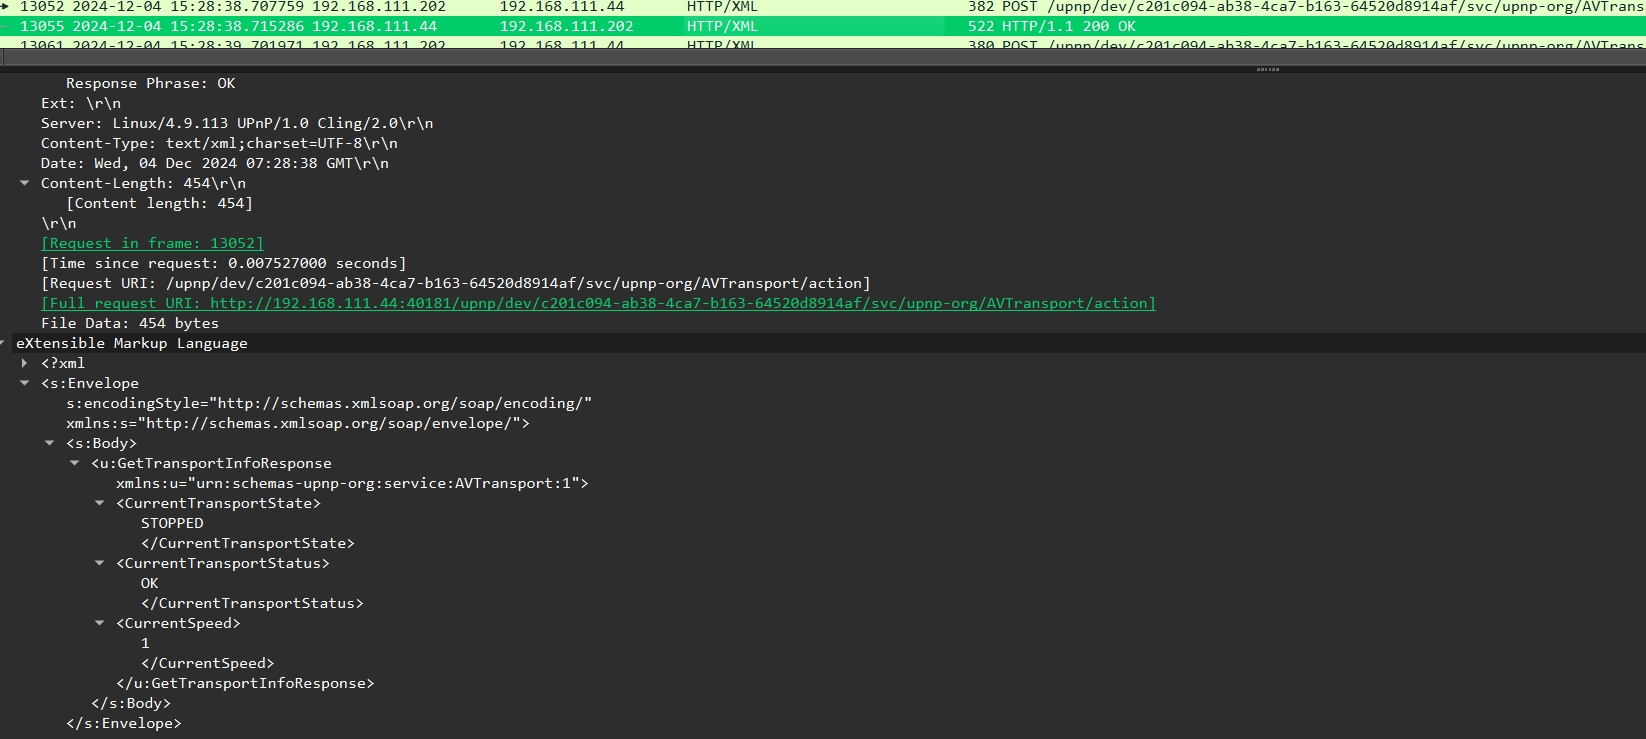 13052 2024-12-04 15:28:38.707759 192.168.111.202 192.168.111.44 HTTP/XML 382 POST /upnp/dev/c201c094-ab38-4ca7-b163-64520d8914af/svc/upnp-org/AVTrans
13055 2024-12-04 15:28:38.715286 192.168.111.44 192.168.111.202 HTTP/XML 522 HTTP/1.1 200 OK
13061 2024-12-04 15:28:39.701971 192.168.111.202 192.168.111.44 HTTP/XML 380 POST /upnp/dev/c201c094-ab38-4ca7-b163-64520d8914af/svc/upnp-org/AVTrans
Response Phrase: OK
Ext: \r\n
Server: Linux/4.9.113 UPnP/1.0 Cling/2.0\r\n
Content-Type: text/xml;charset=UTF-8\r\n
Date: Wed, 04 Dec 2024 07:28:38 GMT\r\n
Content-Length: 454\r\n
[Content length: 454]
\r\n
[Request in frame: 13052]
[Time since request: 0.007527000 seconds]
[Request URI: /upnp/dev/c201c094-ab38-4ca7-b163-64520d8914af/svc/upnp-org/AVTransport/action]
[Full request URI: http://192.168.111.44:40181/upnp/dev/c201c094-ab38-4ca7-b163-64520d8914af/svc/upnp-org/AVTransport/action]
File Data: 454 bytes
eXtensible Markup Language
<?xml
<s:Envelope
s:encodingStyle="http://schemas.xmlsoap.org/soap/encoding/"
xmlns:s="http://schemas.xmlsoap.org/soap/envelope/">
<s:Body>
<u:GetTransportInfoResponse
xmlns:u="urn:schemas-upnp-org:service:AVTransport:1">
<CurrentTransportState>
STOPPED
</CurrentTransportState>
<CurrentTransportStatus>
OK
</CurrentTransportStatus>
<CurrentSpeed>
1
</CurrentSpeed>
</u:GetTransportInfoResponse>
</s:Body>
</s:Envelope>